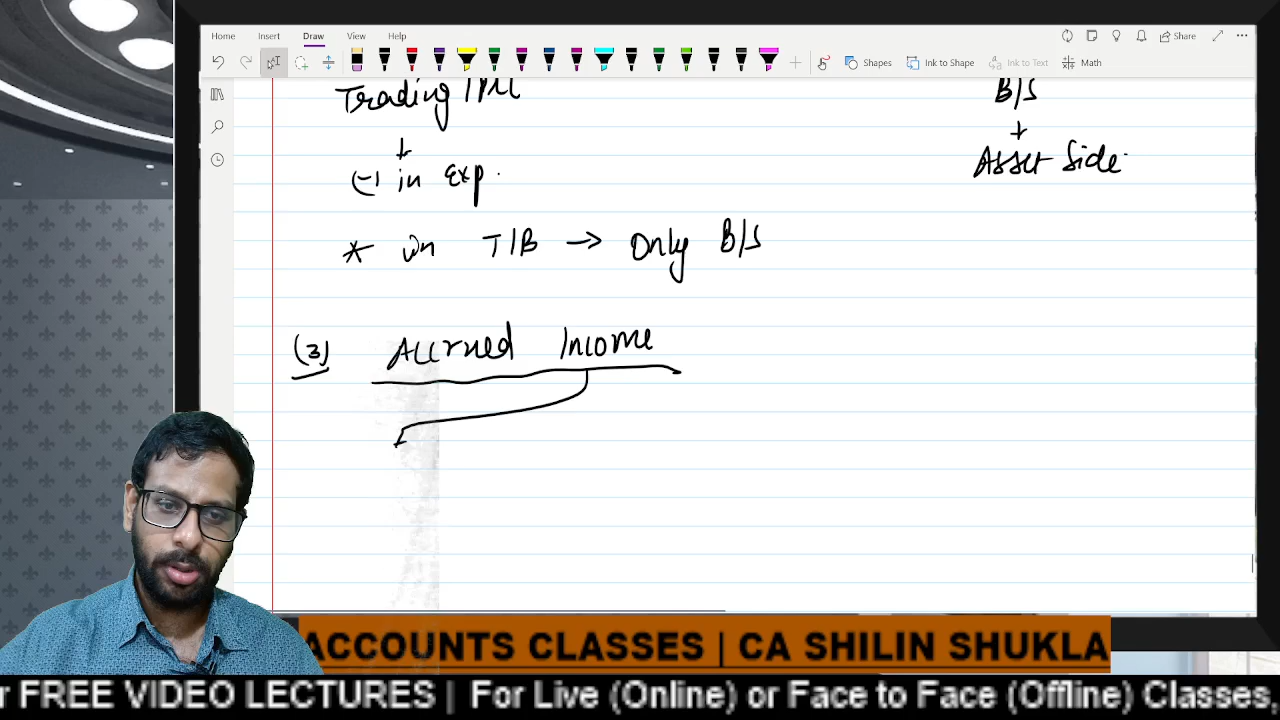 Home Insert Draw View Help
Share
Shapes Ink to Shape Ink to Text Math
Trading / P&L B/S
(-) in Exp. Asset Side
* in T/B → Only B/S
(3) Accrued Income
ACCOUNTS CLASSES | CA SHILIN SHUKLA
r FREE VIDEO LECTURES | For Live (Online) or Face to Face (Offline) Classes,